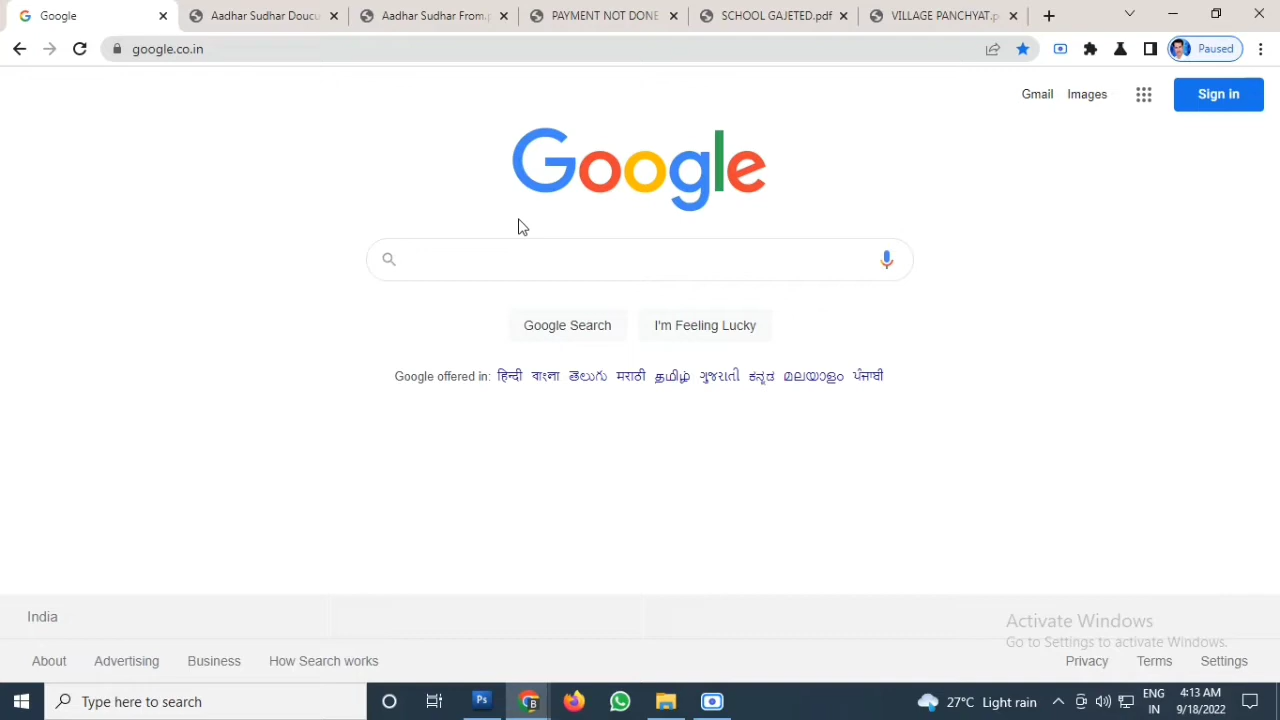 Google
Aadhar Sudhar Doucu
Aadhar Sudhar From.p
PAYMENT NOT DONE
SCHOOL GAJETED.pdf
VILLAGE PANCHYAT.p
google.co.in
Paused
Gmail
Images
Sign in
Google
Google Search
I'm Feeling Lucky
Google offered in: हिन्दी বাংলা తెలుగు मराठी தமிழ் ગુજરાતી ಕನ್ನಡ മലയാളം ਪੰਜਾਬੀ
India
Activate Windows
Go to Settings to activate Windows.
About
Advertising
Business
How Search works
Privacy
Terms
Settings
Type here to search
Ps
B
27°C Light rain
ENG
IN
4:13 AM
9/18/2022